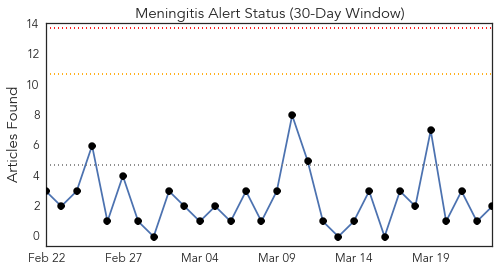 Meningitis Alert Status (30-Day Window)
Articles Found
14
12
10
8
6
4
2
0
Feb 22 Feb 27 Mar 04 Mar 09 Mar 14 Mar 19